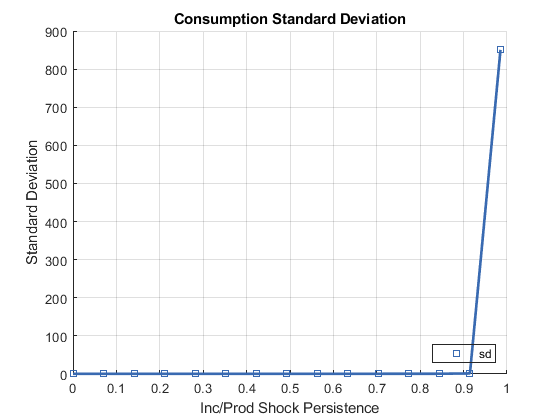 Consumption Standard Deviation
900
800
700
600
500
400
300
200
100
0
Standard Deviation
sd
0 0.1 0.2 0.3 0.4 0.5 0.6 0.7 0.8 0.9 1
Inc/Prod Shock Persistence